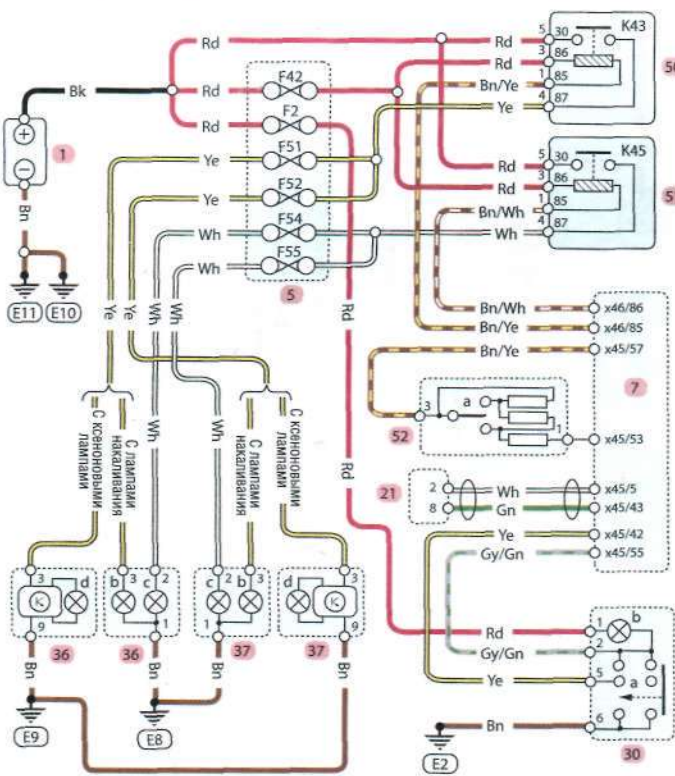 Rd
5
30
K43
Rd
3
86
Bk
Rd
F42
Bn/Ye
1
85
Rd
F2
Ye
4
87
1
Ye
F51
Rd
5
30
K45
Ye
F52
Rd
3
86
Bn
Wh
F54
Bn/Wh
1
85
Wh
F55
Wh
4
87
5
E11
E10
Ye
Ye
Wh
Wh
Rd
Bn/Wh
x46/86
Bn/Ye
x46/85
Bn/Ye
x45/57
7
3
a
1
x45/53
52
С ксеноновыми
лампами
С лампами
накаливания
Wh
Wh
С лампами
накаливания
С ксеноновыми
лампами
Rd
21
2
Wh
x45/5
8
Gn
x45/43
Ye
x45/42
Gy/Gn
x45/55
3
d
9
b
3
c
2
1
c
2
b
3
1
d
3
9
36
36
37
37
Rd
1
b
Gy/Gn
2
Ye
5
a
Bn
6
30
Bn
Bn
Bn
Bn
E9
E8
E2